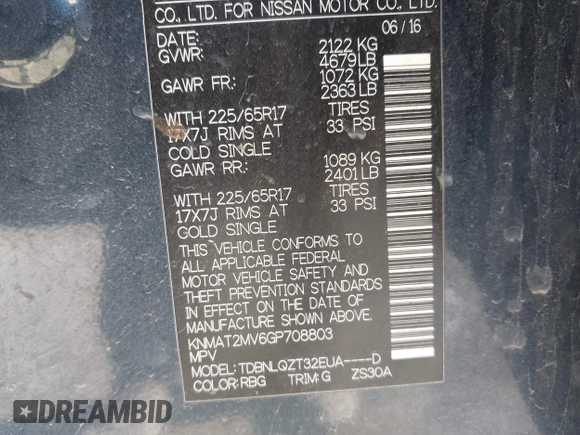 CO., LTD. FOR NISSAN MOTOR CO., LTD.
06/16
DATE:
GVWR: 2122 KG
4679LB
GAWR FR: 1072 KG
2363 LB
WITH 225/65R17 TIRES
17X7J RIMS AT 33 PSI
COLD SINGLE
GAWR RR: 1089 KG
2401 LB
WITH 225/65R17 TIRES
17X7J RIMS AT 33 PSI
COLD SINGLE
THIS VEHICLE CONFORMS TO
ALL APPLICABLE FEDERAL
MOTOR VEHICLE SAFETY AND
THEFT PREVENTION STANDARDS
IN EFFECT ON THE DATE OF
MANUFACTURE SHOWN ABOVE.
KNMAT2MV6GP708803
MPV
MODEL: TDBNLQZT32EUA----D
COLOR: RBG TRIM: G ZS30A
DREAMBID